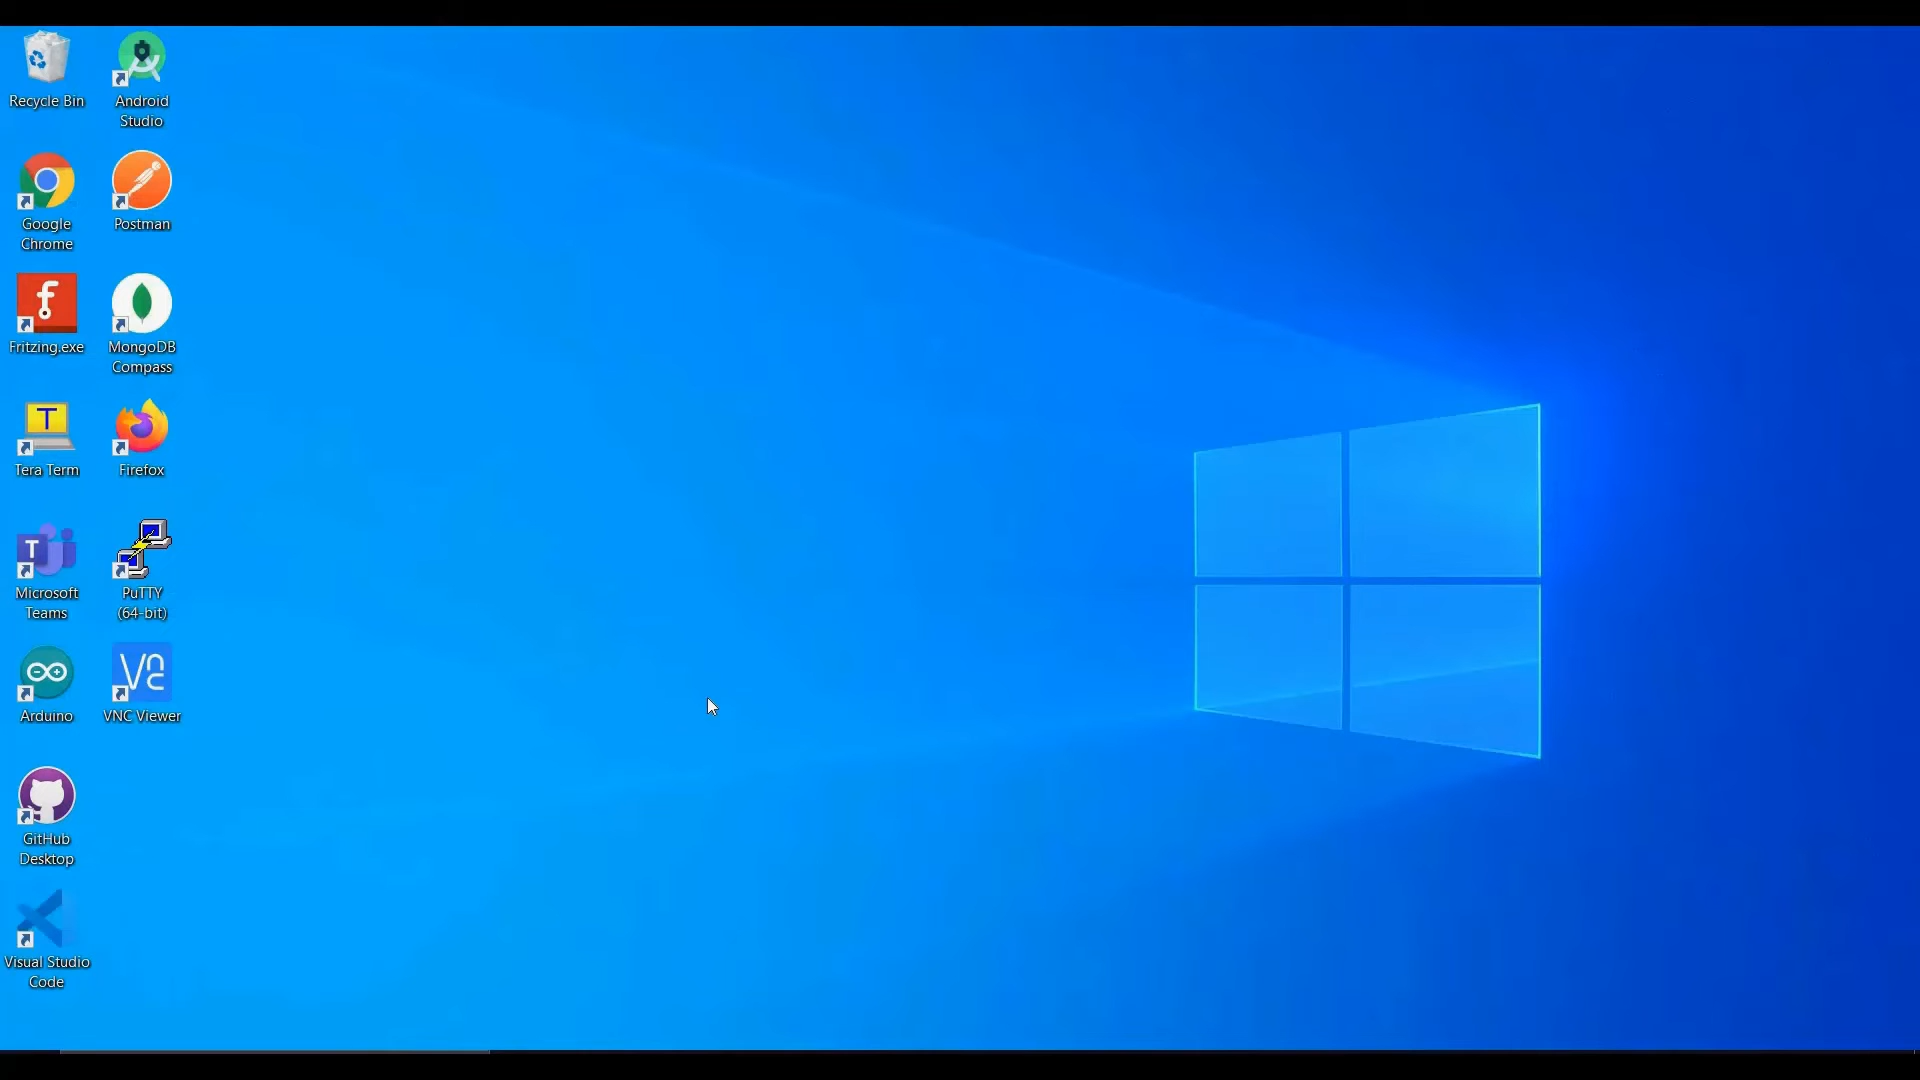 Recycle Bin
Android
Studio
Google
Chrome
Postman
Fritzing.exe
MongoDB
Compass
Tera Term
Firefox
Microsoft
Teams
PuTTY
(64-bit)
Arduino
VNC Viewer
GitHub
Desktop
Visual Studio
Code